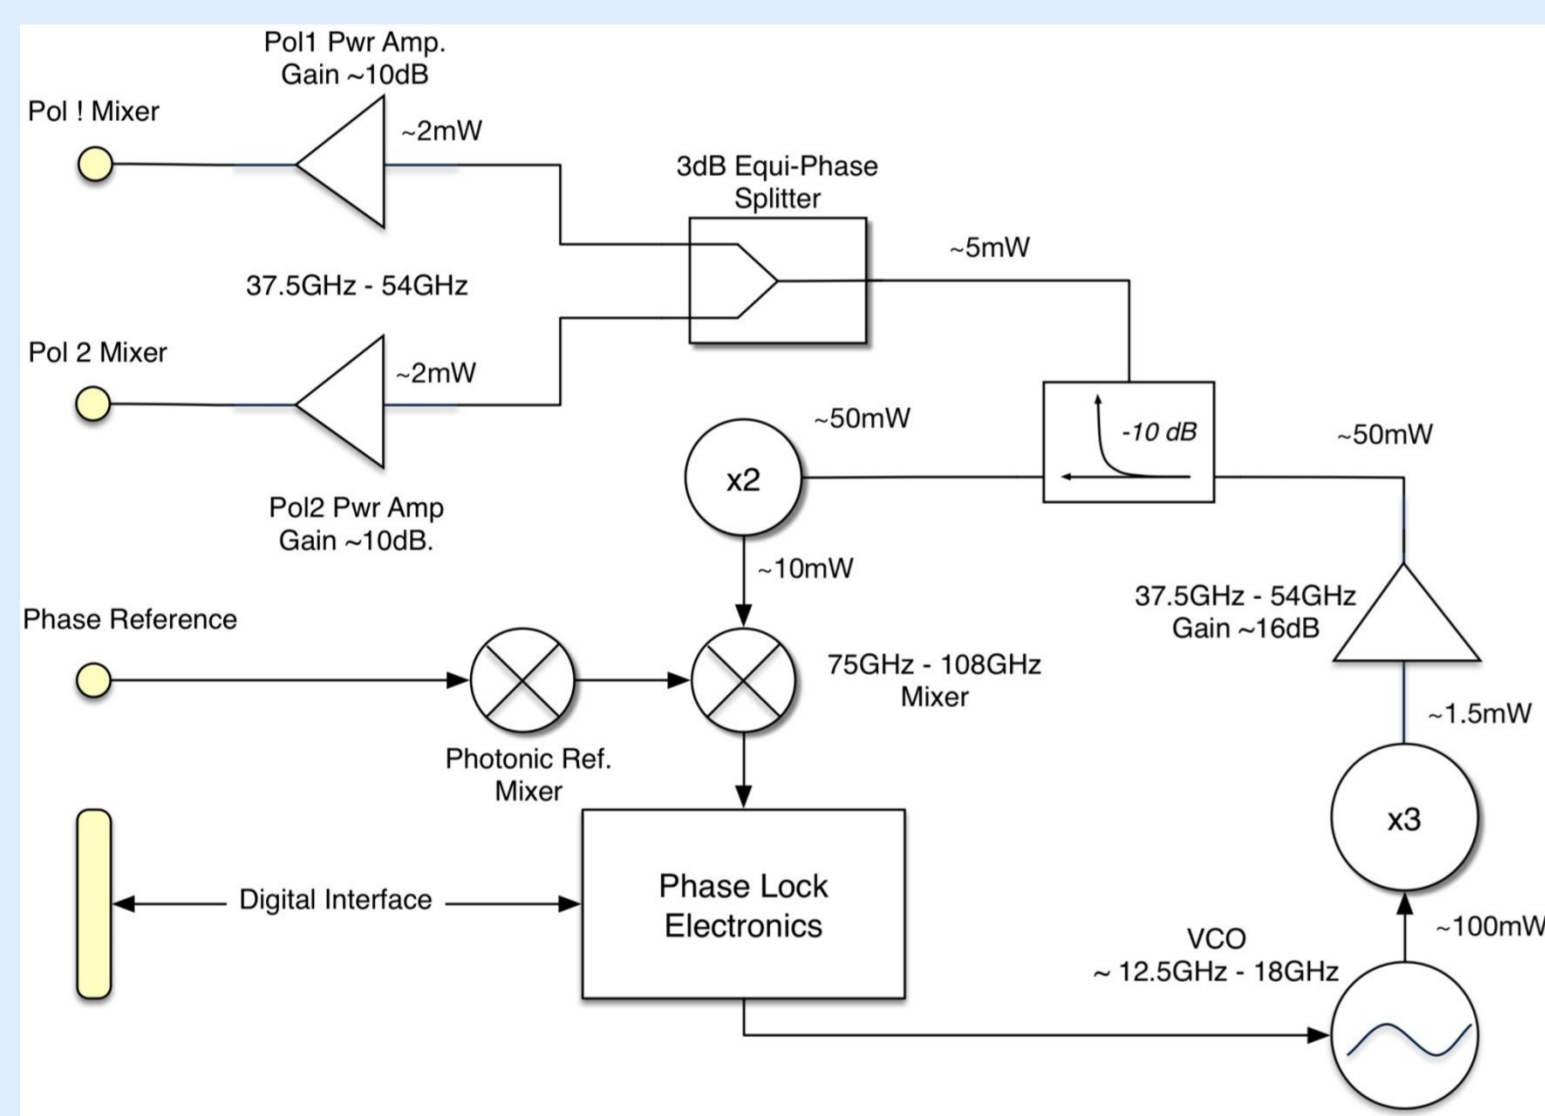 Pol1 Pwr Amp.
Gain ~10dB
Pol ! Mixer
~2mW
3dB Equi-Phase
Splitter
~5mW
37.5GHz - 54GHz
Pol 2 Mixer
~2mW
-10 dB
~50mW
~50mW
x2
Pol2 Pwr Amp
Gain ~10dB.
~10mW
37.5GHz - 54GHz
Gain ~16dB
Phase Reference
75GHz - 108GHz
Mixer
~1.5mW
Photonic Ref.
Mixer
x3
Digital Interface
Phase Lock
Electronics
~100mW
VCO
~ 12.5GHz - 18GHz